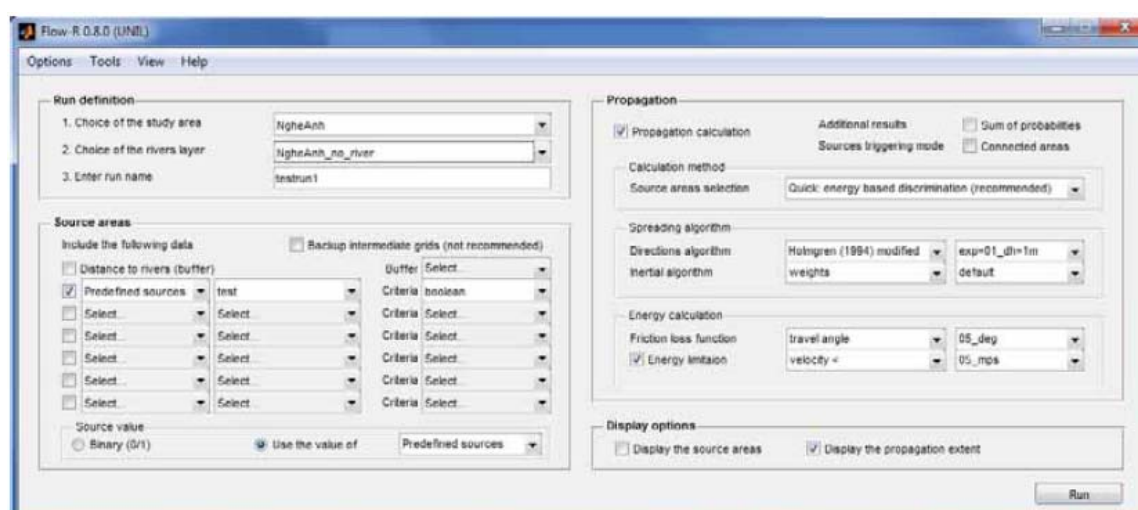 Flow-R 0.8.0 (UNIL)
Options Tools View Help
Run definition
1. Choice of the study area NgheAnh
2. Choice of the rivers layer NgheAnh_no_river
3. Enter run name testrun1
Source areas
Include the following data Backup intermediate grids (not recommended)
Distance to rivers (buffer) Buffer Select...
Predefined sources test Criteria boolean
Select... Select... Criteria Select...
Select... Select... Criteria Select...
Select... Select... Criteria Select...
Select... Select... Criteria Select...
Select... Select... Criteria Select...
Source value
Binary (0/1) Use the value of Predefined sources
Propagation
Propagation calculation Additional results Sum of probabilities
Sources triggering mode Connected areas
Calculation method
Source areas selection Quick: energy based discrimination (recommended)
Spreading algorithm
Directions algorithm Holmgren (1994) modified exp=01_dh=1m
Inertial algorithm weights default
Energy calculation
Friction loss function travel angle 05_deg
Energy limitaion velocity < 05_mps
Display options
Display the source areas Display the propagation extent
Run